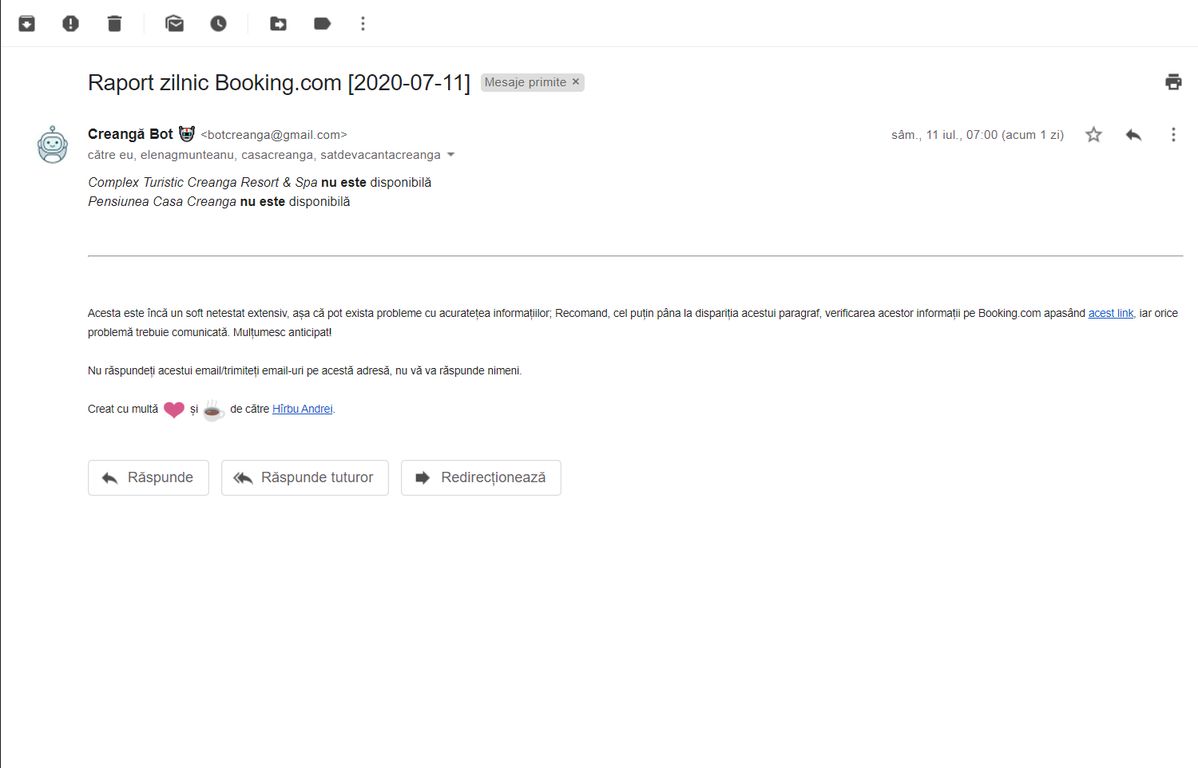 Raport zilnic Booking.com [2020-07-11] Mesaje primite ×
Creangă Bot <botcreanga@gmail.com> sâm., 11 iul., 07:00 (acum 1 zi)
către eu, elenagmunteanu, casacreanga, satdevacantacreanga
Complex Turistic Creanga Resort & Spa nu este disponibilă
Pensiunea Casa Creanga nu este disponibilă
Acesta este încă un soft netestat extensiv, așa că pot exista probleme cu acuratețea informațiilor; Recomand, cel puțin pâna la dispariția acestui paragraf, verificarea acestor informații pe Booking.com apasând acest link, iar orice
problemă trebuie comunicată. Mulțumesc anticipat!
Nu răspundeți acestui email/trimiteți email-uri pe acestă adresă, nu vă va răspunde nimeni.
Creat cu multă ❤ și ☕ de către Hîrbu Andrei.
Răspunde Răspunde tuturor Redirecționează